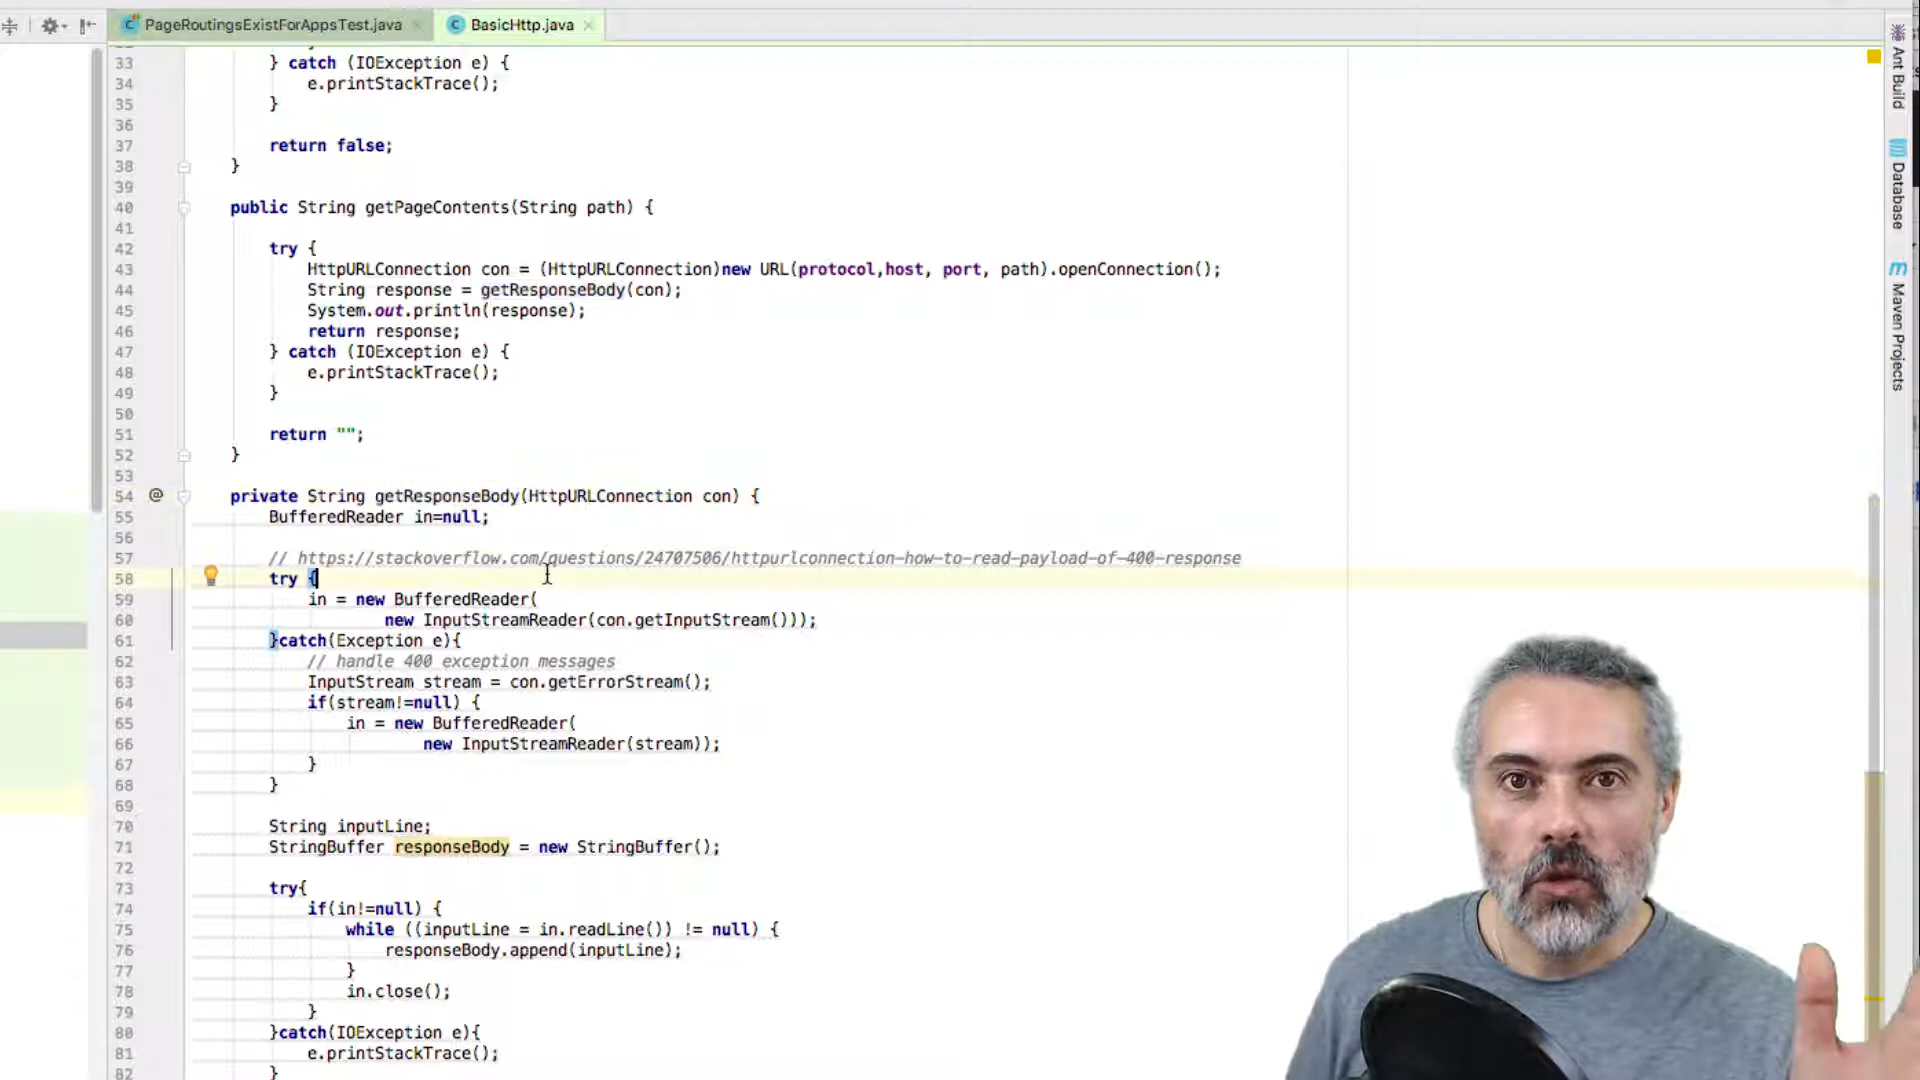 PageRoutingsExistForAppsTest.java
BasicHttp.java
33 } catch (IOException e) {
34 e.printStackTrace();
35 }
36
37 return false;
38 }
39
40 public String getPageContents(String path) {
41
42 try {
43 HttpURLConnection con = (HttpURLConnection)new URL(protocol,host, port, path).openConnection();
44 String response = getResponseBody(con);
45 System.out.println(response);
46 return response;
47 } catch (IOException e) {
48 e.printStackTrace();
49 }
50
51 return "";
52 }
53
54 @ private String getResponseBody(HttpURLConnection con) {
55 BufferedReader in=null;
56
57 // https://stackoverflow.com/questions/24707506/httpurlconnection-how-to-read-payload-of-400-response
58 try {
59 in = new BufferedReader(
60 new InputStreamReader(con.getInputStream()));
61 }catch(Exception e){
62 // handle 400 exception messages
63 InputStream stream = con.getErrorStream();
64 if(stream!=null) {
65 in = new BufferedReader(
66 new InputStreamReader(stream));
67 }
68 }
69
70 String inputLine;
71 StringBuffer responseBody = new StringBuffer();
72
73 try{
74 if(in!=null) {
75 while ((inputLine = in.readLine()) != null) {
76 responseBody.append(inputLine);
77 }
78 in.close();
79 }
80 }catch(IOException e){
81 e.printStackTrace();
82 }
Ant Build
Database
Maven Projects